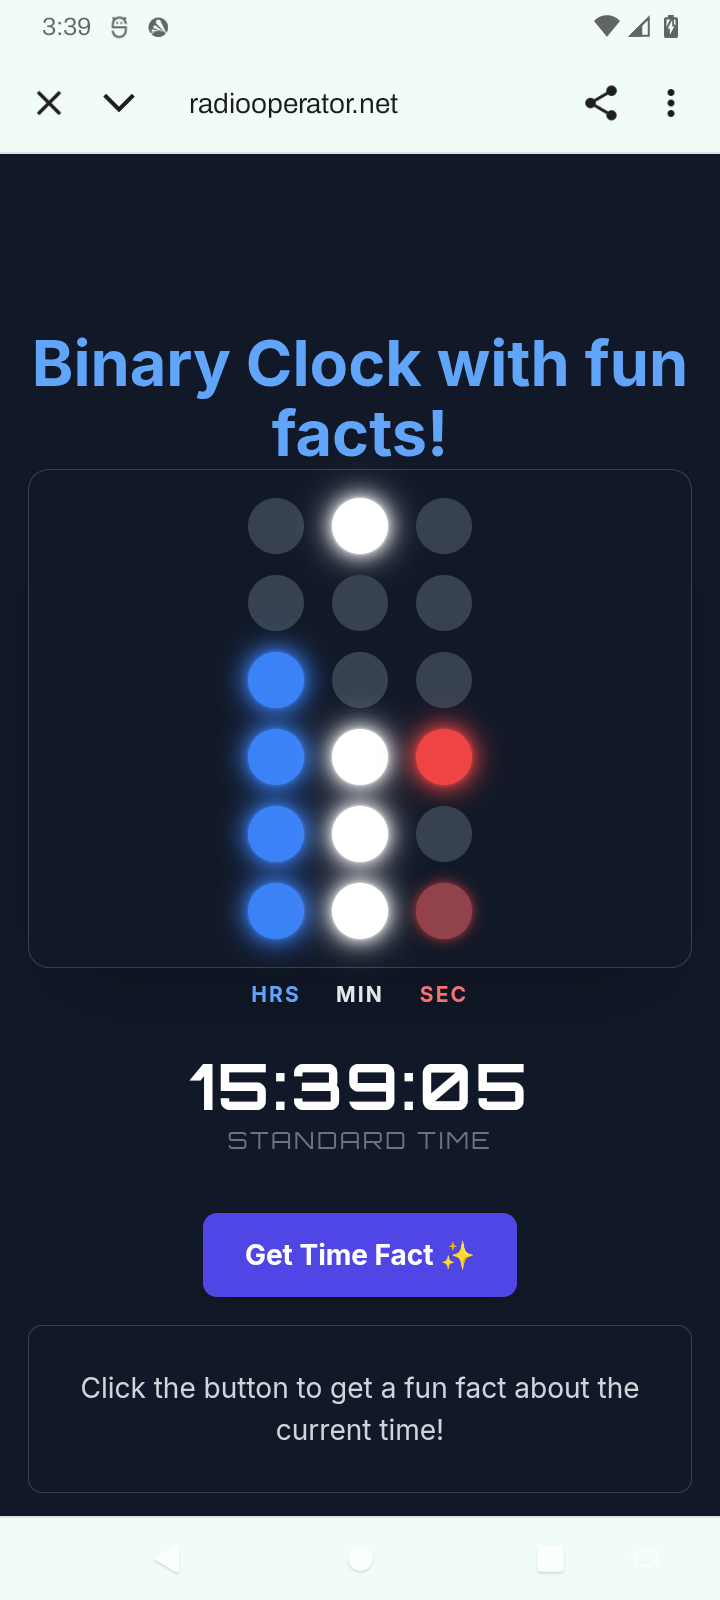 3:39
radiooperator.net
Binary Clock with fun
facts!
HRS MIN SEC
15:39:05
STANDARD TIME
Get Time Fact ✨
Click the button to get a fun fact about the
current time!